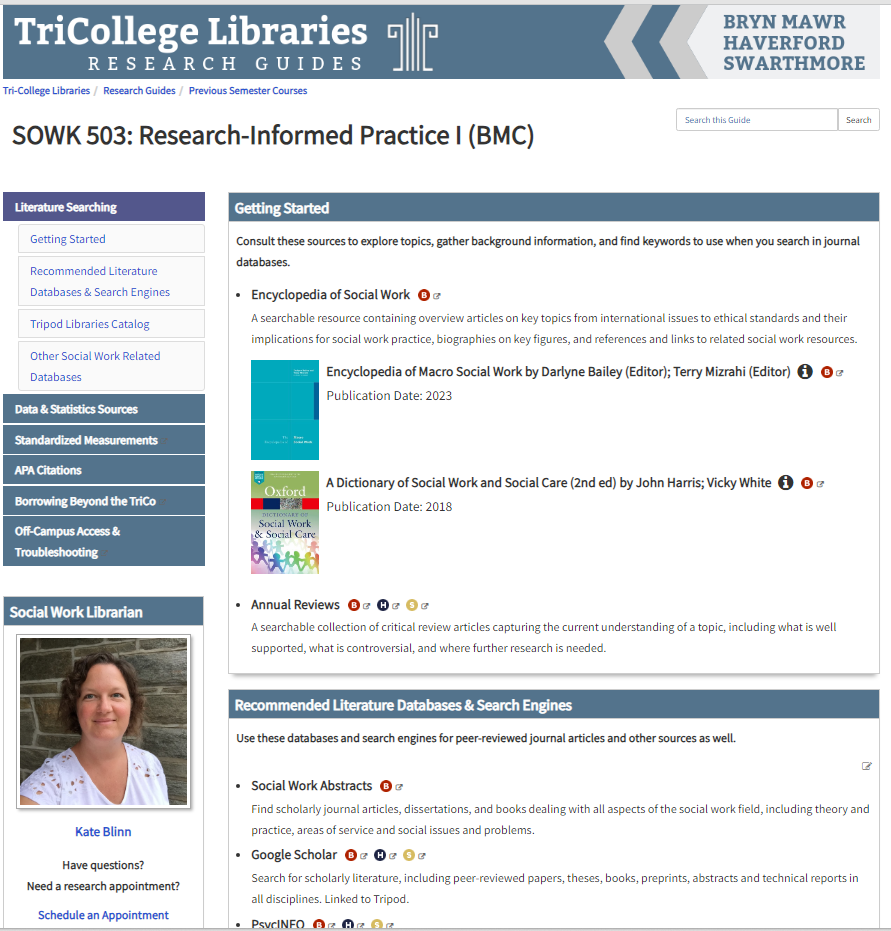 TriCollege Libraries
RESEARCH GUIDES
BRYN MAWR
HAVERFORD
SWARTHMORE
Tri-College Libraries / Research Guides / Previous Semester Courses
SOWK 503: Research-Informed Practice I (BMC)
Search this Guide
Search
Literature Searching
Getting Started
Recommended Literature
Databases & Search Engines
Tripod Libraries Catalog
Other Social Work Related
Databases
Data & Statistics Sources
Standardized Measurements
APA Citations
Borrowing Beyond the TriCo
Off-Campus Access &
Troubleshooting
Social Work Librarian
Kate Blinn
Have questions?
Need a research appointment?
Schedule an Appointment
Getting Started
Consult these sources to explore topics, gather background information, and find keywords to use when you search in journal
databases.
Encyclopedia of Social Work B
A searchable resource containing overview articles on key topics from international issues to ethical standards and their
implications for social work practice, biographies on key figures, and references and links to related social work resources.
Encyclopedia of Macro Social Work by Darlyne Bailey (Editor); Terry Mizrahi (Editor) B
Publication Date: 2023
Oxford
DICTIONARY OF
Social Work
& Social Care
A Dictionary of Social Work and Social Care (2nd ed) by John Harris; Vicky White B
Publication Date: 2018
Annual Reviews B H S
A searchable collection of critical review articles capturing the current understanding of a topic, including what is well
supported, what is controversial, and where further research is needed.
Recommended Literature Databases & Search Engines
Use these databases and search engines for peer-reviewed journal articles and other sources as well.
Social Work Abstracts B
Find scholarly journal articles, dissertations, and books dealing with all aspects of the social work field, including theory and
practice, areas of service and social issues and problems.
Google Scholar B H S
Search for scholarly literature, including peer-reviewed papers, theses, books, preprints, abstracts and technical reports in
all disciplines. Linked to Tripod.
PsycINFO B H S